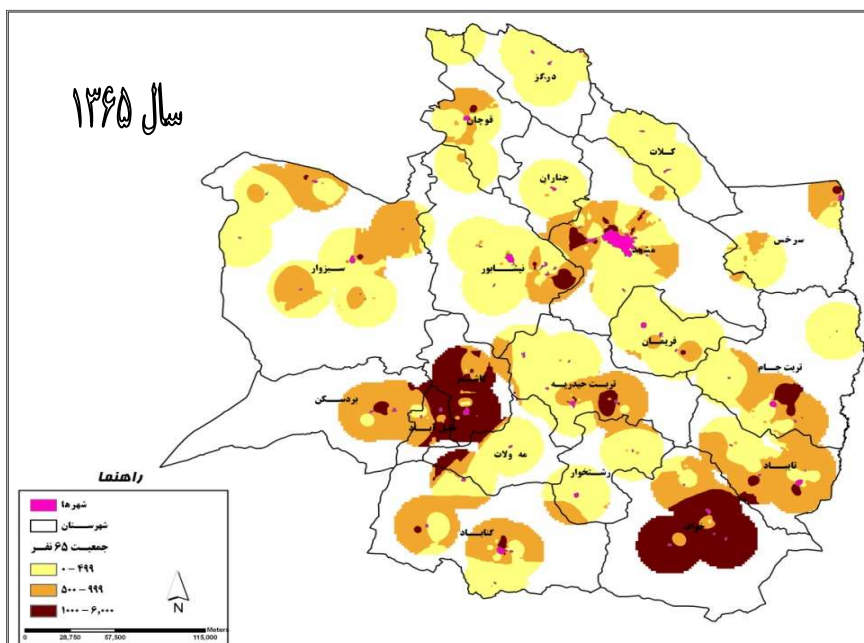 سال ۱۳۶۵
درگز
قوچان
کلات
چناران
سرخس
مشهد
سبزوار
نیشابور
فریمان
تربت جام
کاشمر
تربت حیدریه
بردسکن
خلیل آباد
مه ولات
تایباد
رشتخوار
خواف
گناباد
راهنما
شهرها
شهرستان
جمعیت ۶۵ نفر
۰ - ۴۹۹
۵۰۰ - ۹۹۹
۱۰۰۰ - ۶,۰۰۰
N
Meters
0 28,750 57,500 115,000